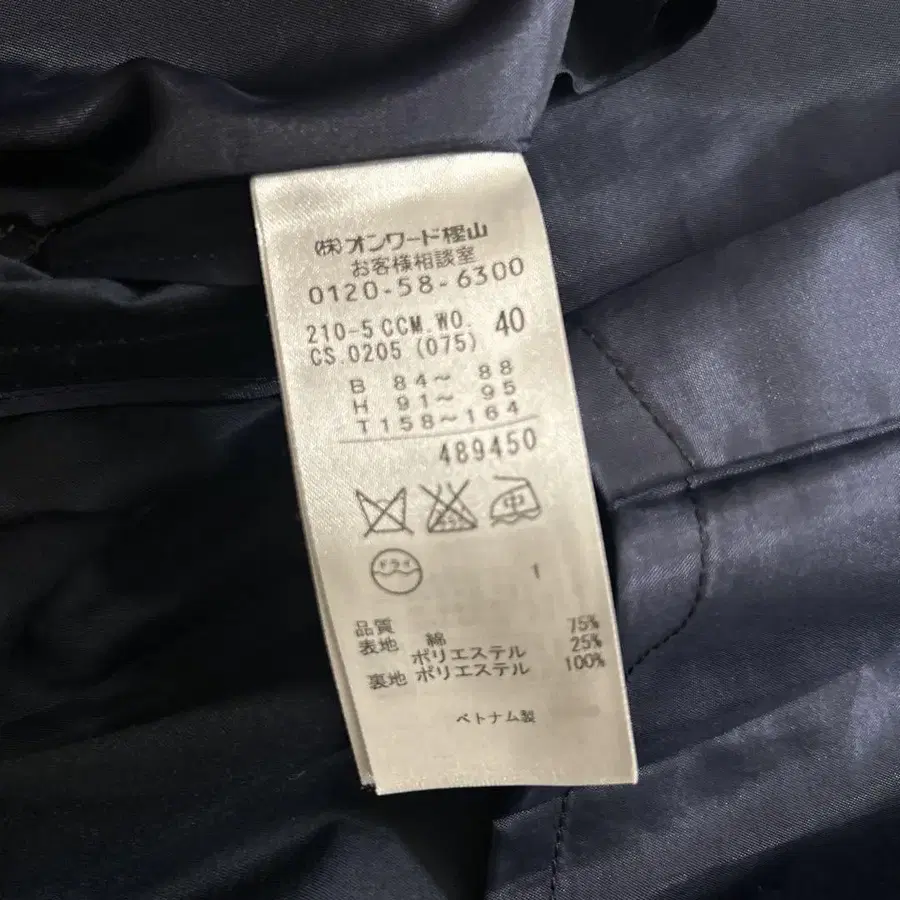 (株)オンワード樫山
お客様相談室
0120-58-6300
210-5 CCM.WO. 40
CS.0205 (075)
B 84~ 88
H 91~ 95
T 158~164
489450
中
ドライ
1
品質
表地 綿 75%
ポリエステル 25%
裏地 ポリエステル 100%
ベトナム製